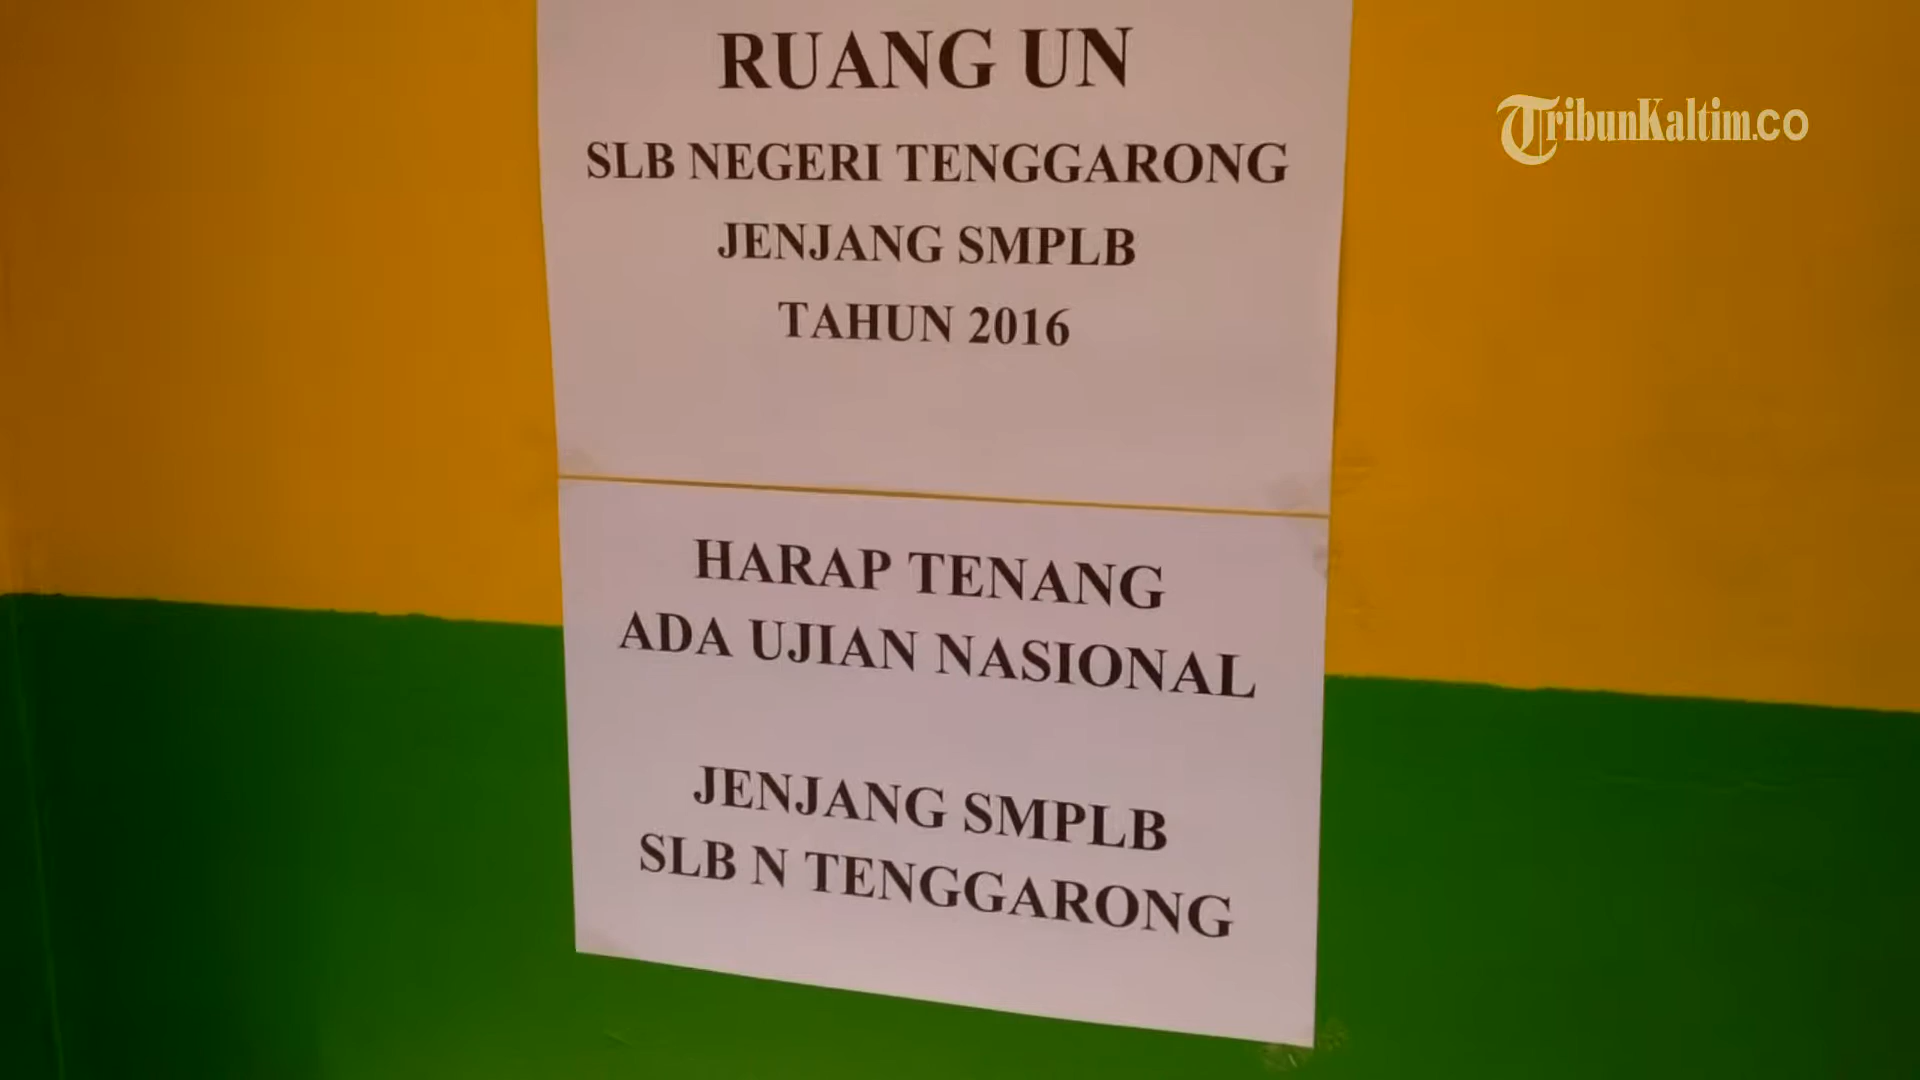 RUANG UN
TribunKaltim.co
SLB NEGERI TENGGARONG
JENJANG SMPLB
TAHUN 2016
HARAP TENANG
ADA UJIAN NASIONAL
JENJANG SMPLB
SLB N TENGGARONG